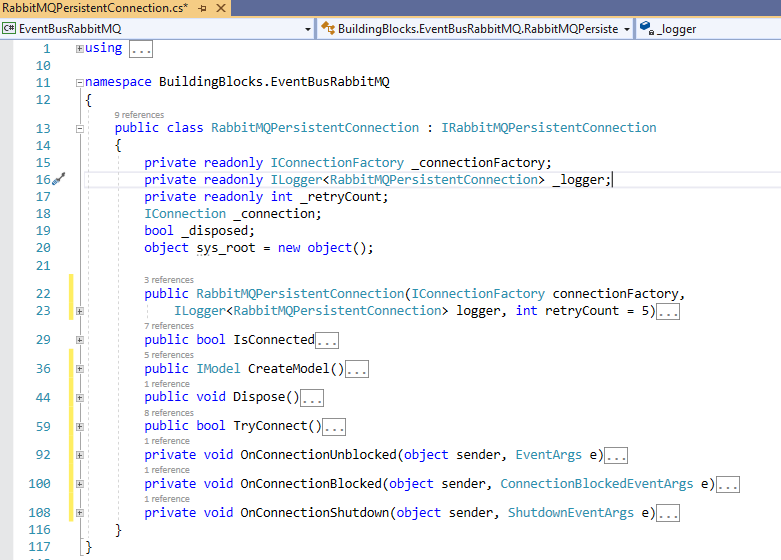 RabbitMQPersistentConnection.cs*
C# EventBusRabbitMQ BuildingBlocks.EventBusRabbitMQ.RabbitMQPersiste _logger
1 using ...
10
11 namespace BuildingBlocks.EventBusRabbitMQ
12 {
9 references
13 public class RabbitMQPersistentConnection : IRabbitMQPersistentConnection
14 {
15 private readonly IConnectionFactory _connectionFactory;
16 private readonly ILogger<RabbitMQPersistentConnection> _logger;
17 private readonly int _retryCount;
18 IConnection _connection;
19 bool _disposed;
20 object sys_root = new object();
21
3 references
22 public RabbitMQPersistentConnection(IConnectionFactory connectionFactory,
23 ILogger<RabbitMQPersistentConnection> logger, int retryCount = 5)...
7 references
29 public bool IsConnected...
5 references
36 public IModel CreateModel()...
1 reference
44 public void Dispose()...
8 references
59 public bool TryConnect()...
1 reference
92 private void OnConnectionUnblocked(object sender, EventArgs e)...
1 reference
100 private void OnConnectionBlocked(object sender, ConnectionBlockedEventArgs e)...
1 reference
108 private void OnConnectionShutdown(object sender, ShutdownEventArgs e)...
116 }
117 }